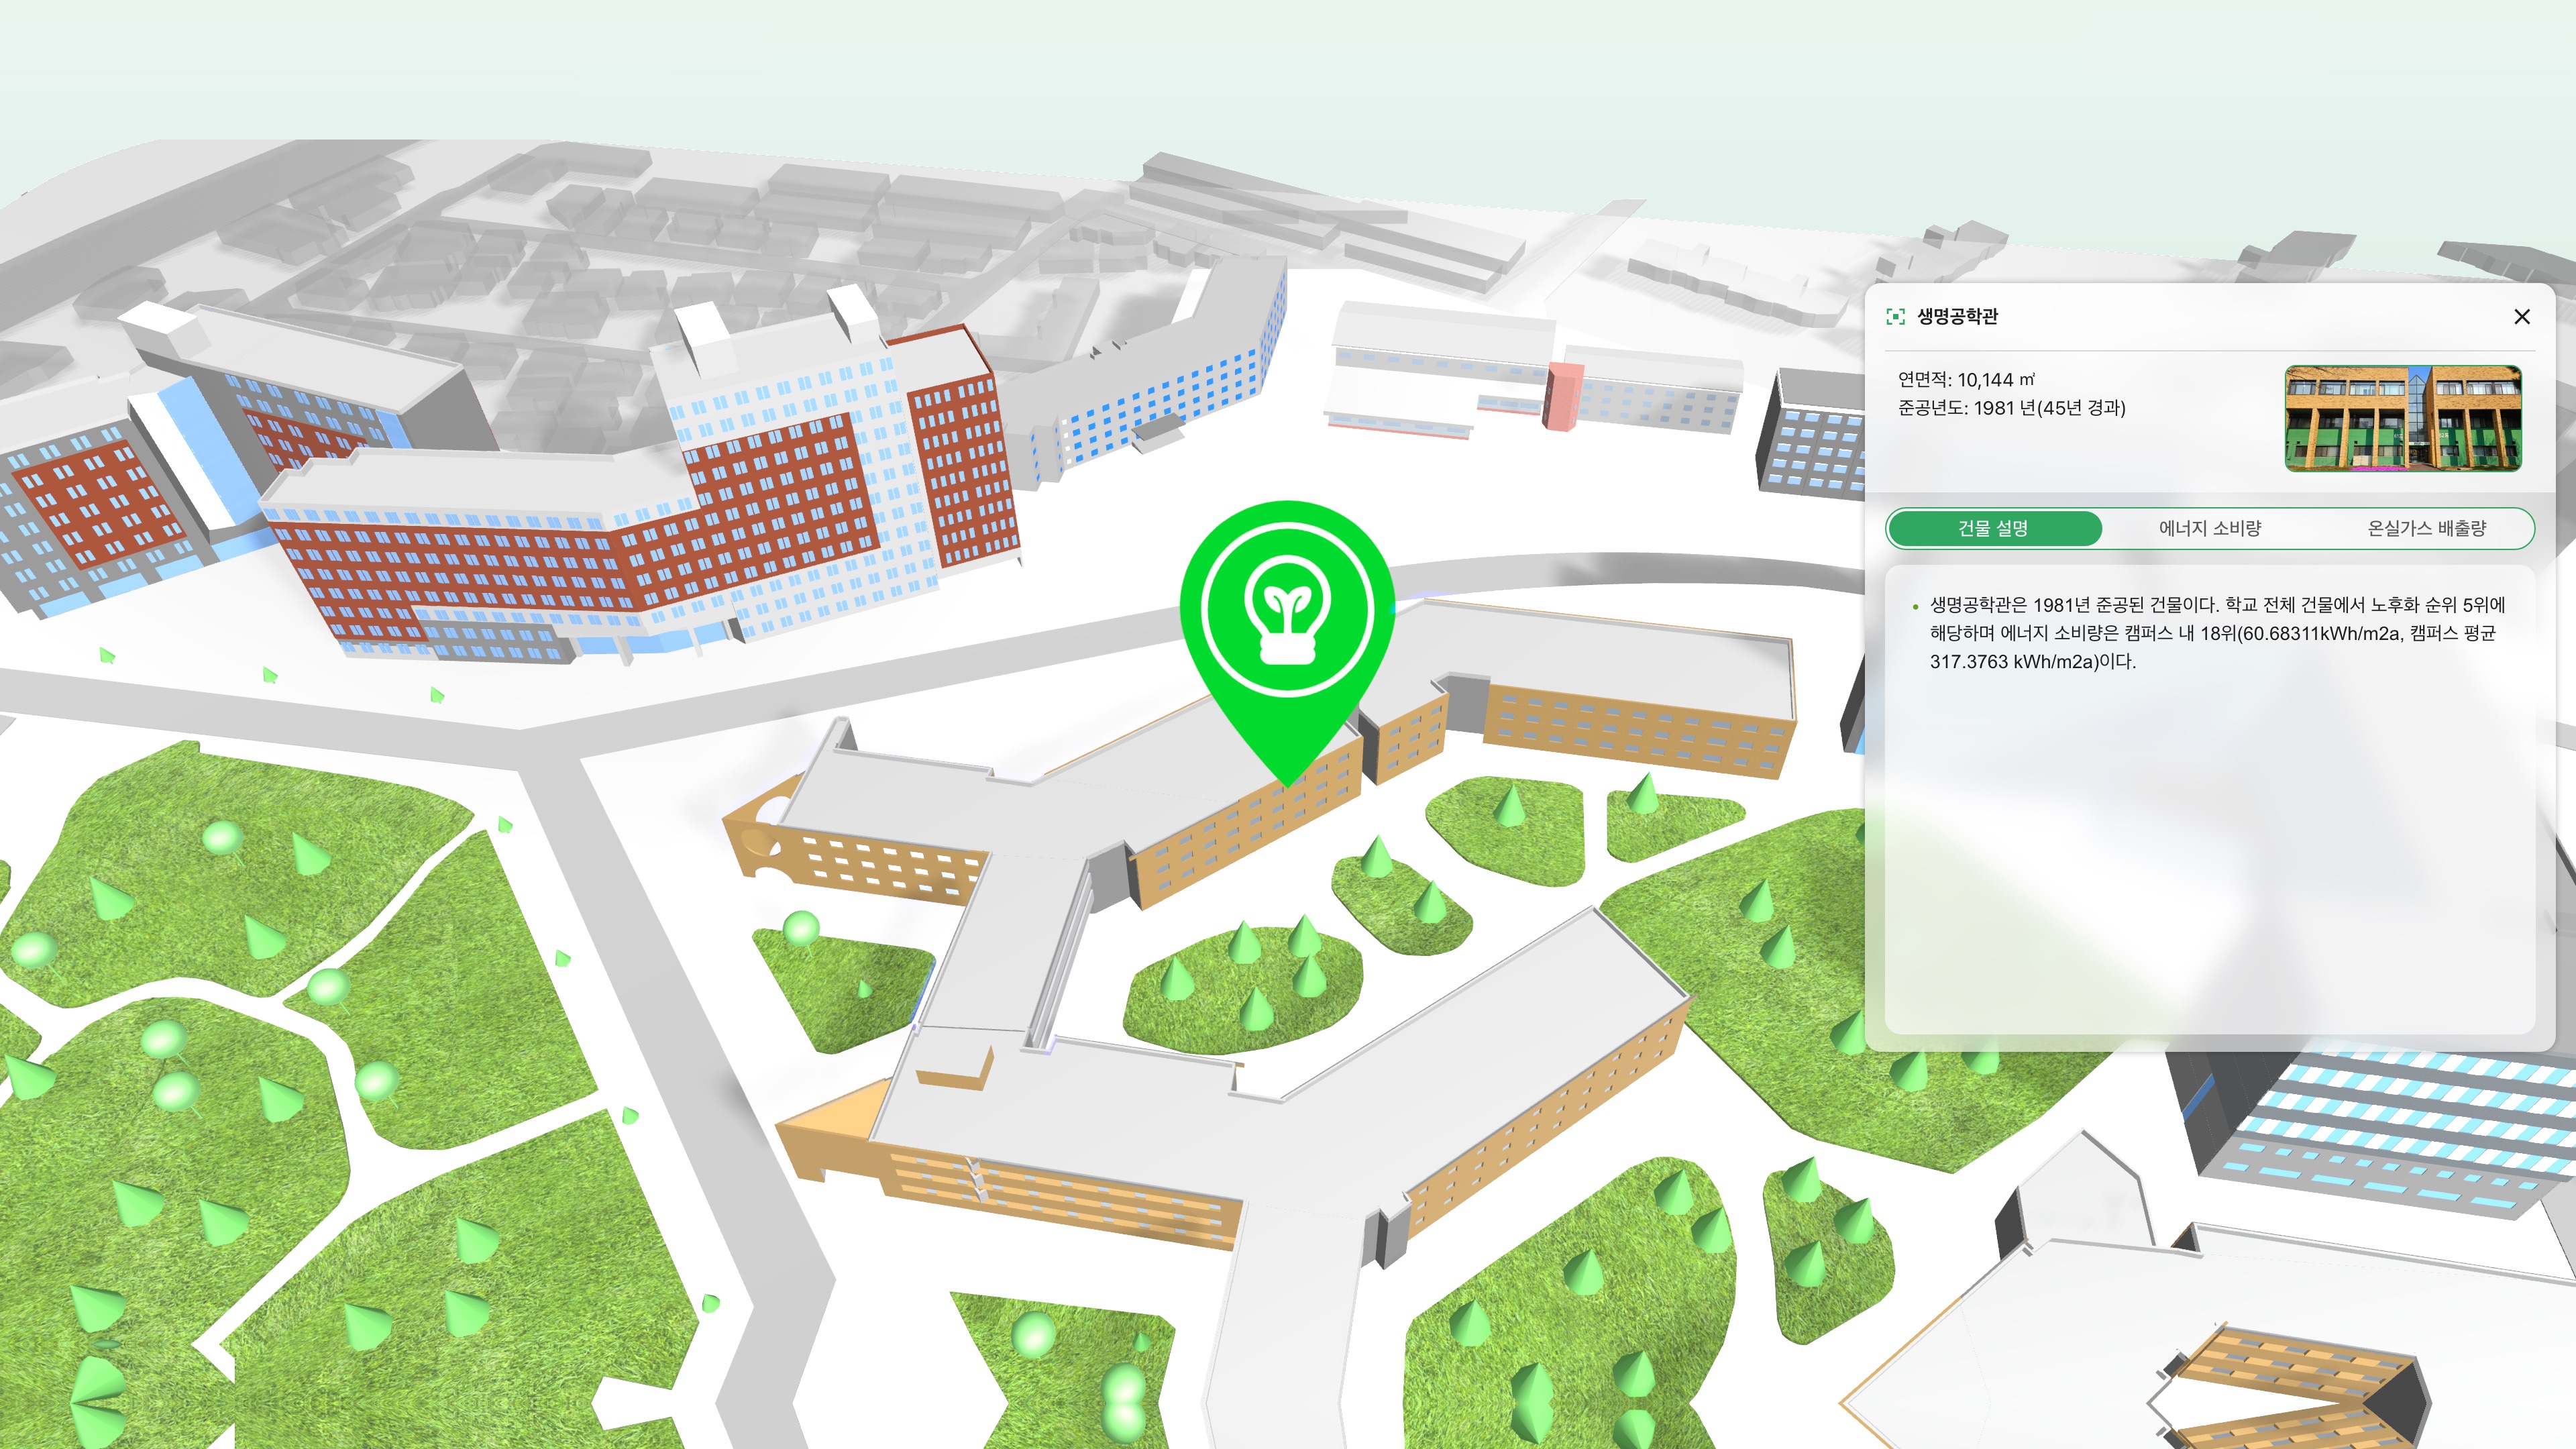 생명공학관
연면적: 10,144 ㎡
준공년도: 1981 년(45년 경과)
건물 설명 에너지 소비량 온실가스 배출량
생명공학관은 1981년 준공된 건물이다. 학교 전체 건물에서 노후화 순위 5위에
해당하며 에너지 소비량은 캠퍼스 내 18위(60.68311kWh/m2a, 캠퍼스 평균
317.3763 kWh/m2a)이다.